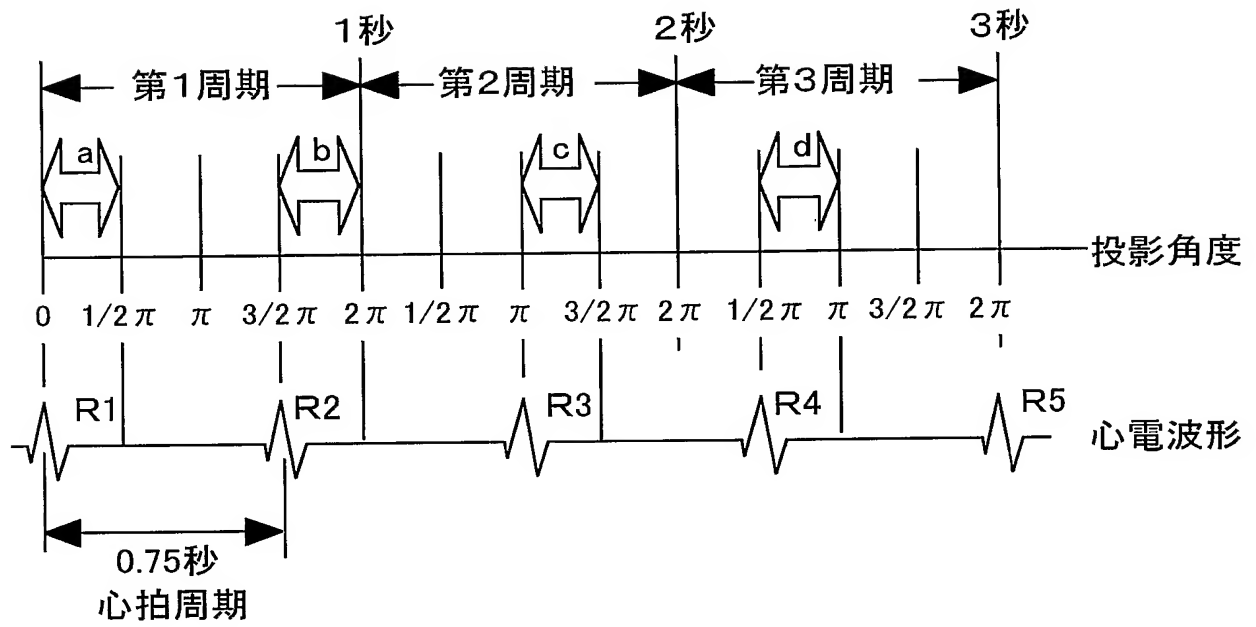 1秒 2秒 3秒
第1周期 第2周期 第3周期
a b c d
投影角度
0 1/2π π 3/2π 2π 1/2π π 3/2π 2π 1/2π π 3/2π 2π
R1 R2 R3 R4 R5
心電波形
0.75秒
心拍周期